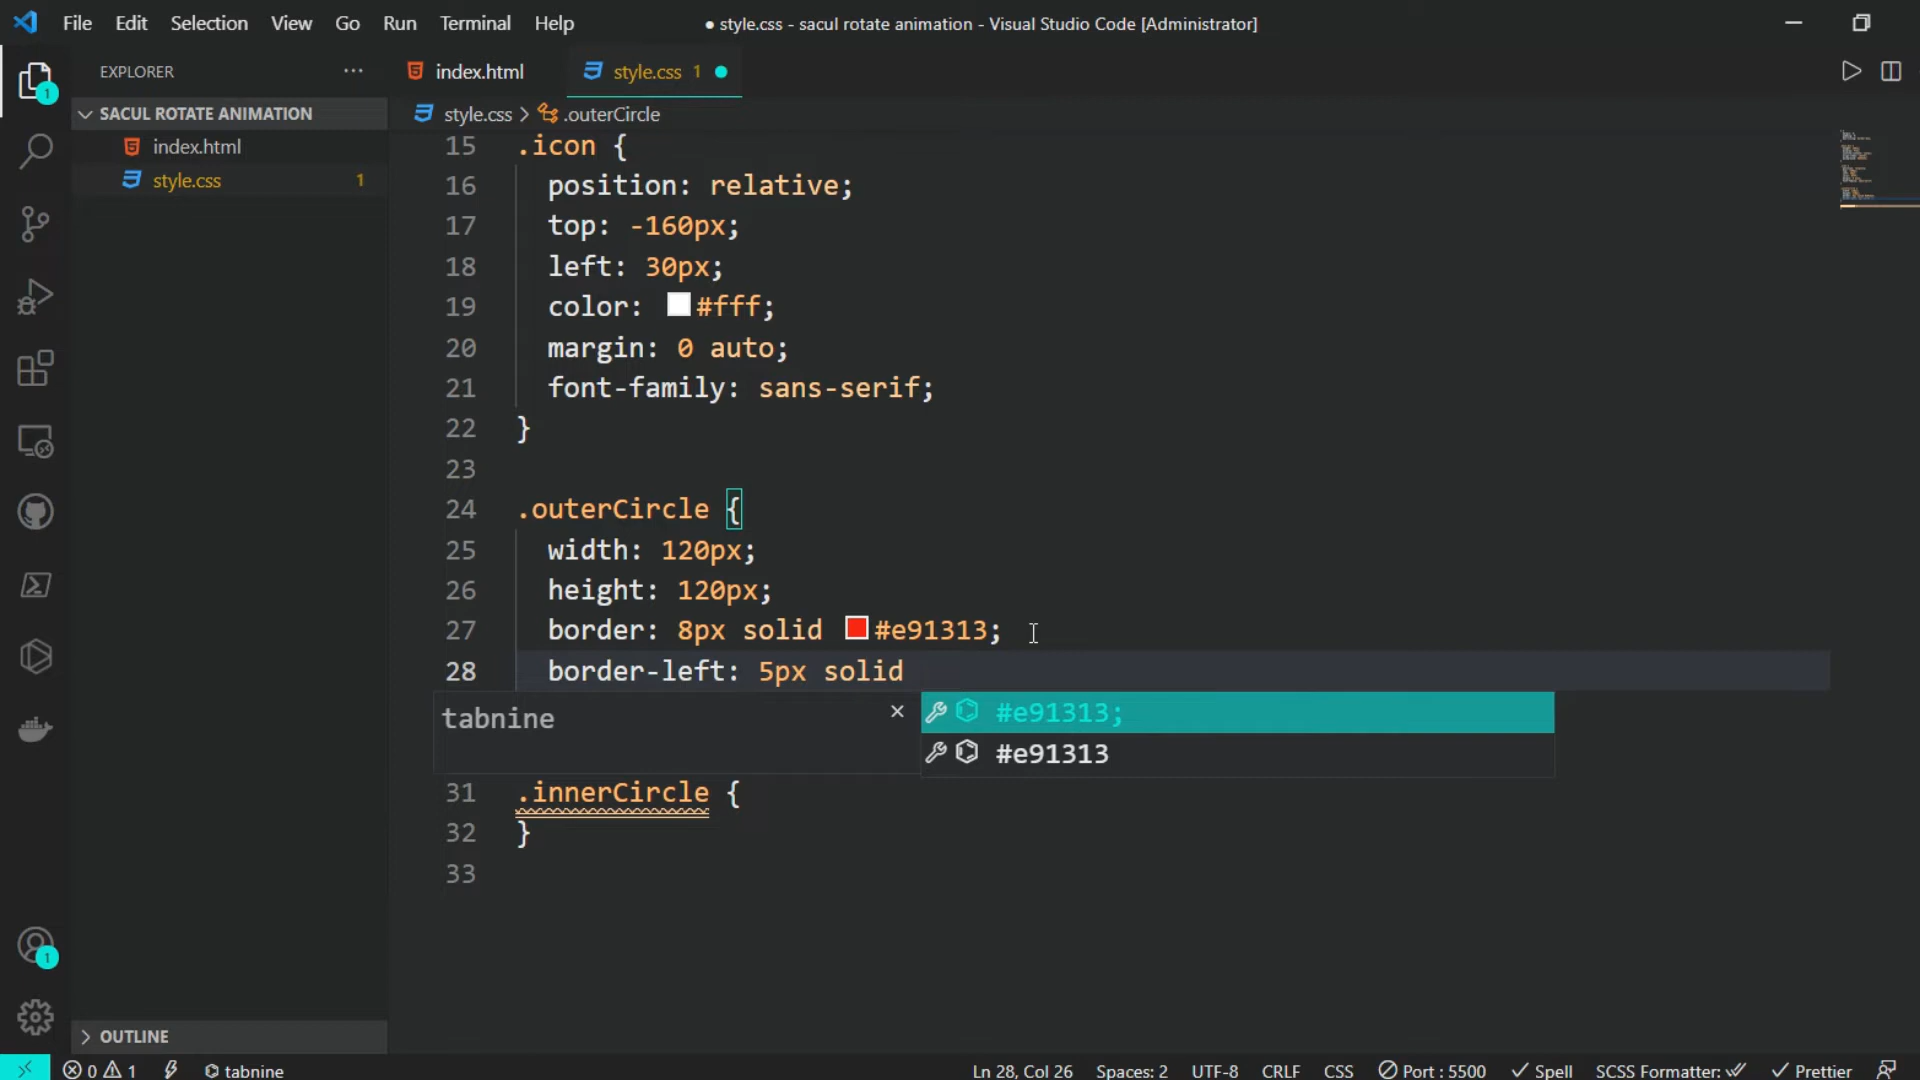 File Edit Selection View Go Run Terminal Help
● style.css - sacul rotate animation - Visual Studio Code [Administrator]
EXPLORER ···
index.html
style.css 1 ●
SACUL ROTATE ANIMATION
style.css > .outerCircle
index.html
style.css 1
15 .icon {
16 position: relative;
17 top: -160px;
18 left: 30px;
19 color: #fff;
20 margin: 0 auto;
21 font-family: sans-serif;
22 }
23
24 .outerCircle {
25 width: 120px;
26 height: 120px;
27 border: 8px solid #e91313;
28 border-left: 5px solid
tabnine ×
#e91313;
#e91313
31 .innerCircle {
32 }
33
1
1
OUTLINE
0 1 tabnine
Ln 28, Col 26 Spaces: 2 UTF-8 CRLF CSS Port : 5500 Spell SCSS Formatter: Prettier